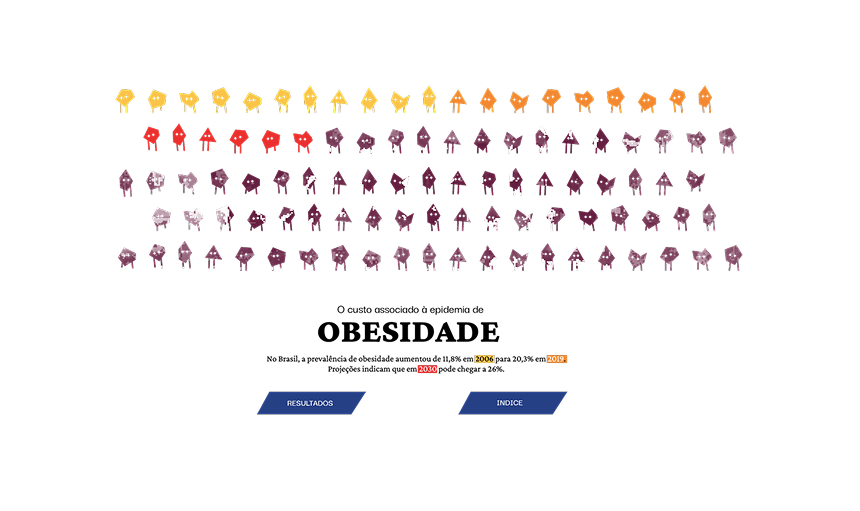 O custo associado à epidemia de
OBESIDADE
No Brasil, a prevalência de obesidade aumentou de 11,8% em 2006 para 20,3% em 2019.
Projeções indicam que em 2030 pode chegar a 26%.
RESULTADOS
INDICE